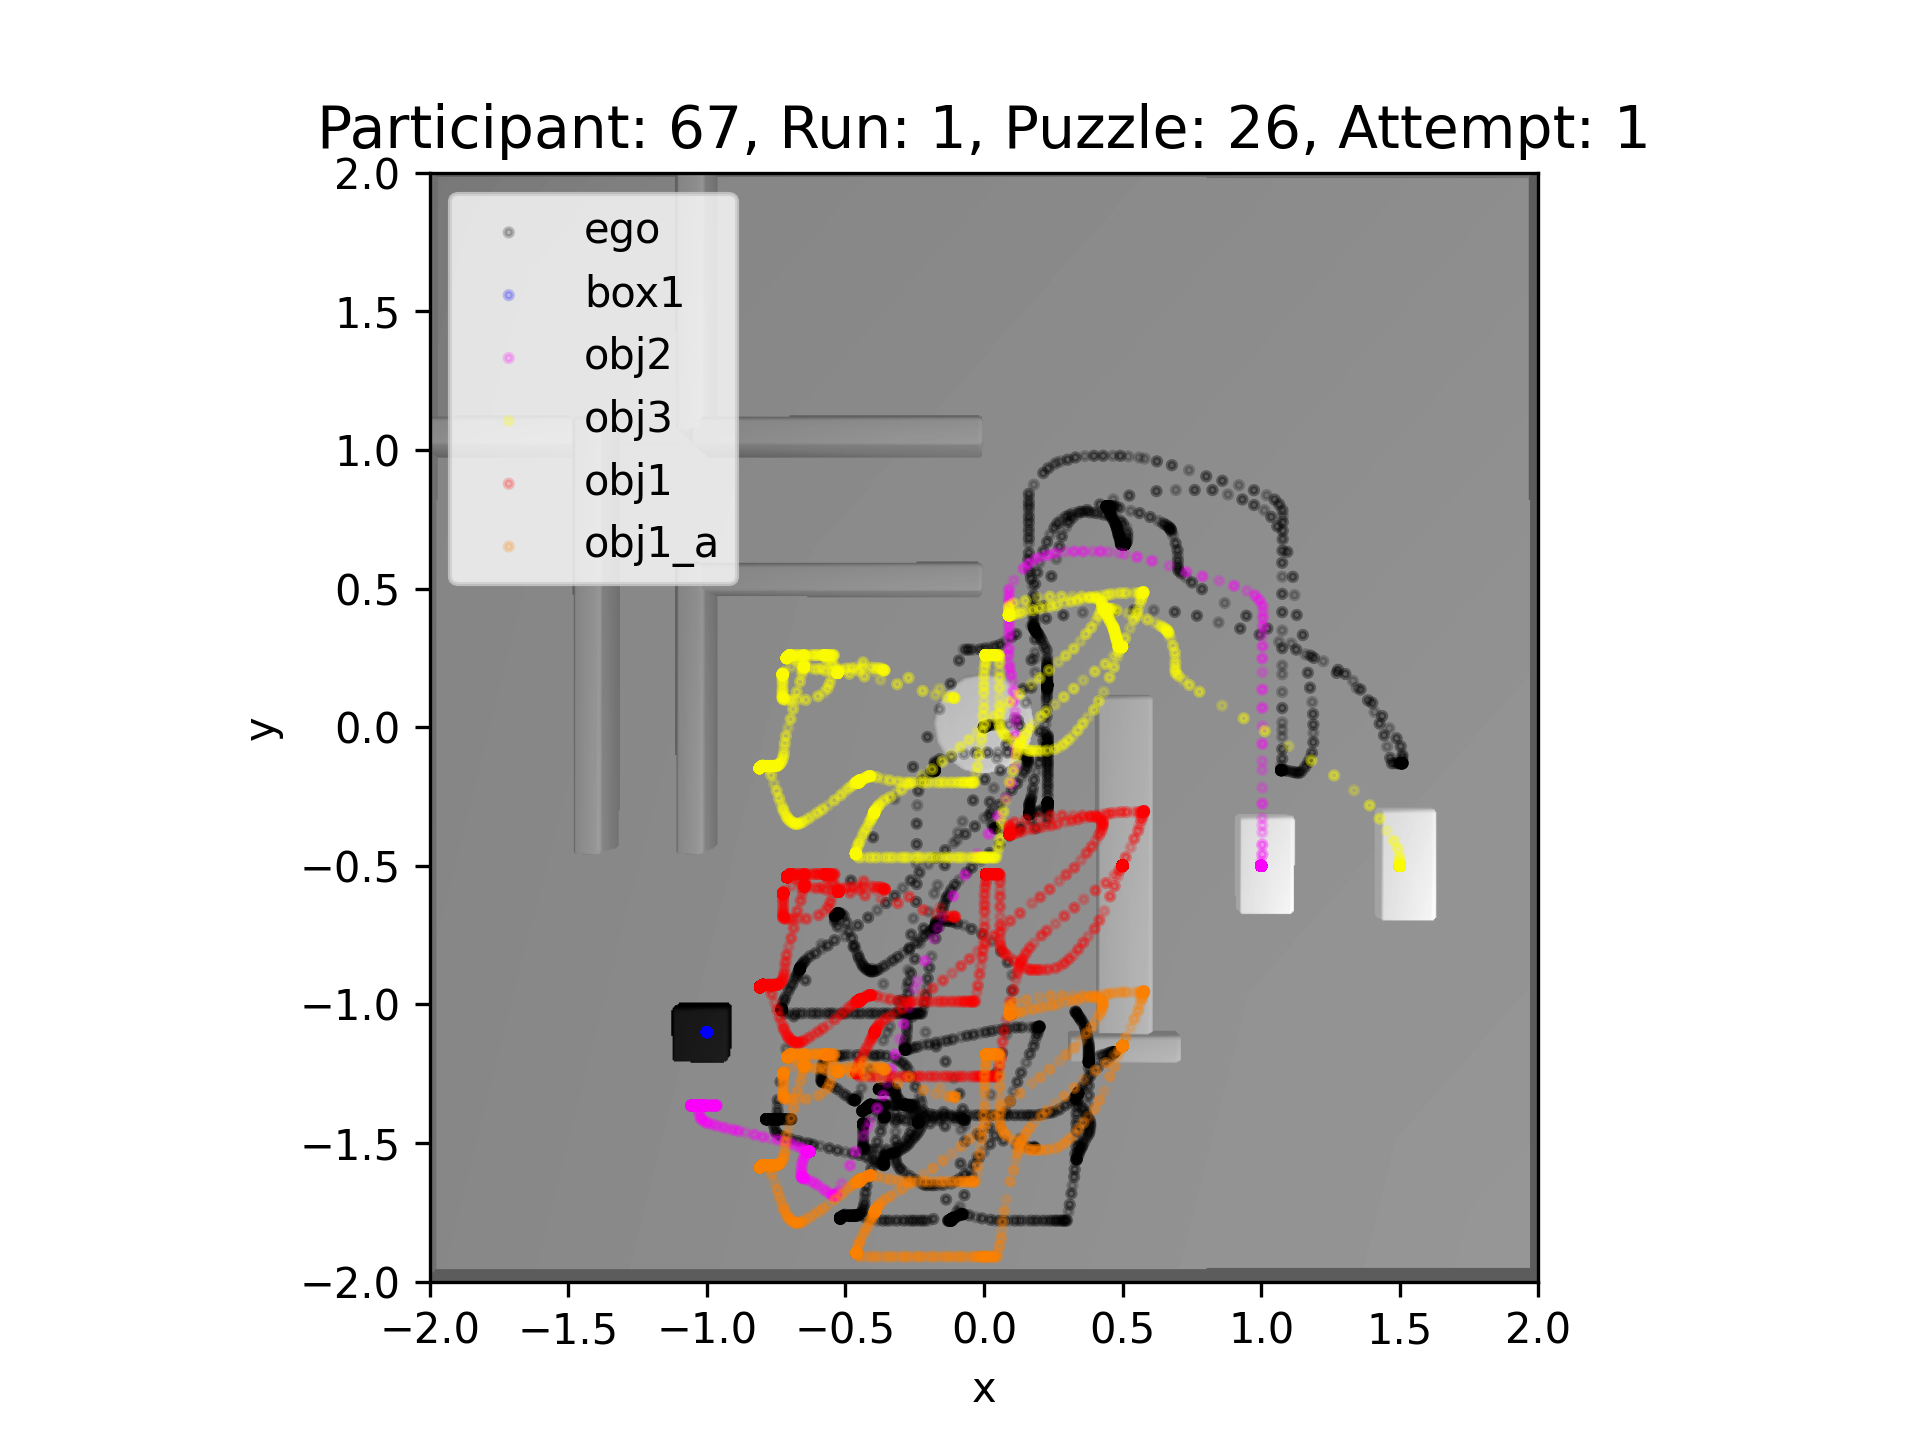 Participant: 67, Run: 1, Puzzle: 26, Attempt: 1
2.0
1.5
1.0
0.5
0.0
−0.5
−1.0
−1.5
−2.0
y
ego
box1
obj2
obj3
obj1
obj1_a
−2.0 −1.5 −1.0 −0.5 0.0 0.5 1.0 1.5 2.0
x